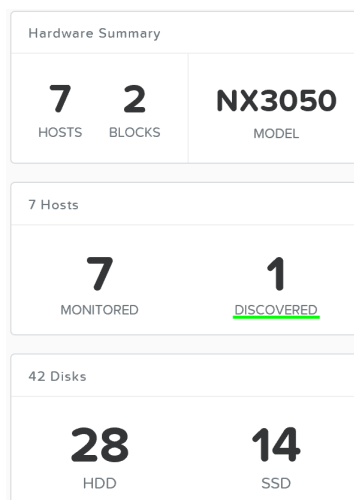 Hardware Summary
7 2 NX3050
HOSTS BLOCKS MODEL
7 Hosts
7 1
MONITORED DISCOVERED
42 Disks
28 14
HDD SSD